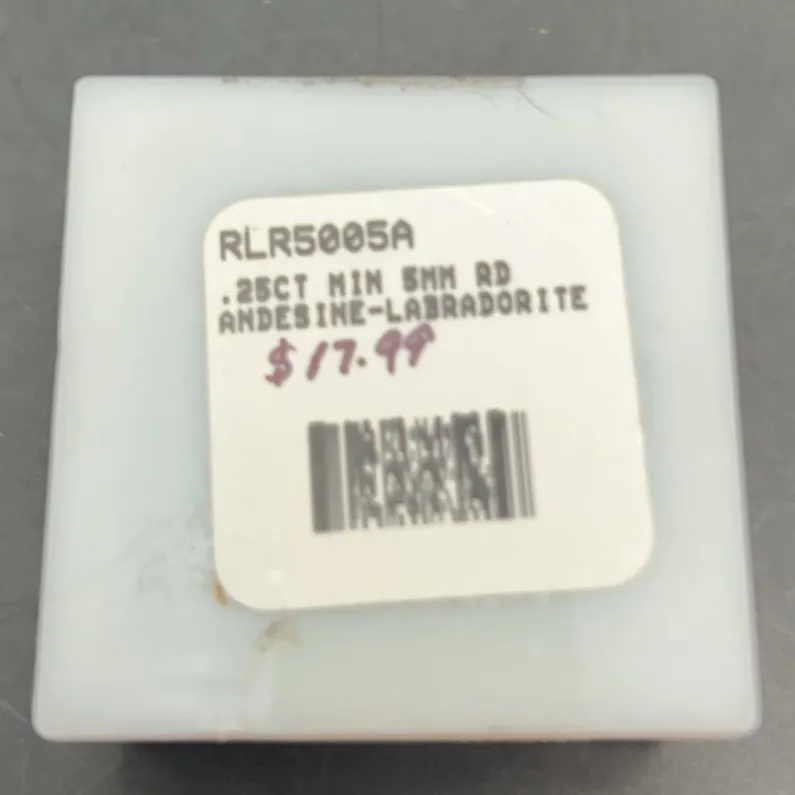 RLR5005A
.25CT MIN 5MM RD
ANDESINE-LABRADORITE
$17.99